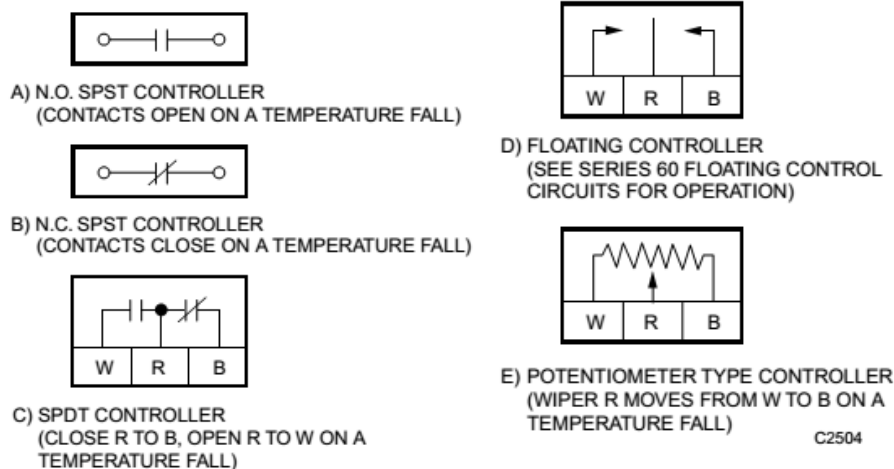 A) N.O. SPST CONTROLLER
(CONTACTS OPEN ON A TEMPERATURE FALL)
B) N.C. SPST CONTROLLER
(CONTACTS CLOSE ON A TEMPERATURE FALL)
W R B
C) SPDT CONTROLLER
(CLOSE R TO B, OPEN R TO W ON A
TEMPERATURE FALL)
W R B
D) FLOATING CONTROLLER
(SEE SERIES 60 FLOATING CONTROL
CIRCUITS FOR OPERATION)
W R B
E) POTENTIOMETER TYPE CONTROLLER
(WIPER R MOVES FROM W TO B ON A
TEMPERATURE FALL)
C2504